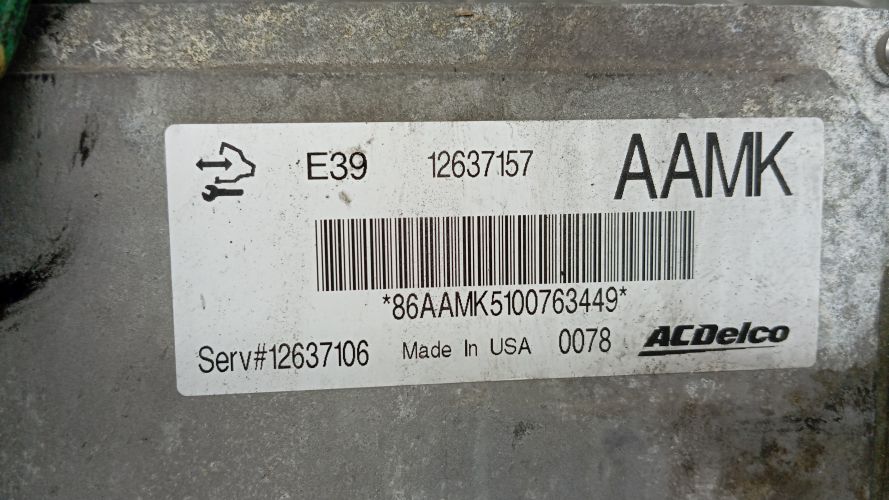 E39 12637157 AAMK
*86AAMK5100763449*
Serv#12637106 Made In USA 0078 ACDelco